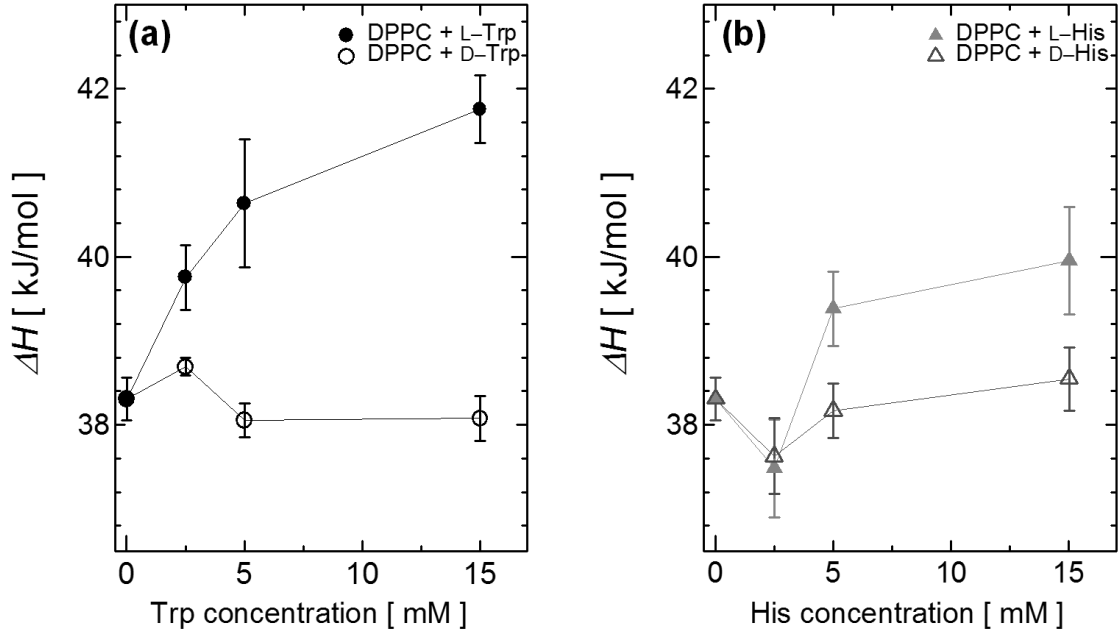 (a)
DPPC + L–Trp
DPPC + D–Trp
42
40
38
ΔH [ kJ/mol ]
0 5 10 15
Trp concentration [ mM ]
(b)
DPPC + L–His
DPPC + D–His
42
40
38
ΔH [ kJ/mol ]
0 5 10 15
His concentration [ mM ]